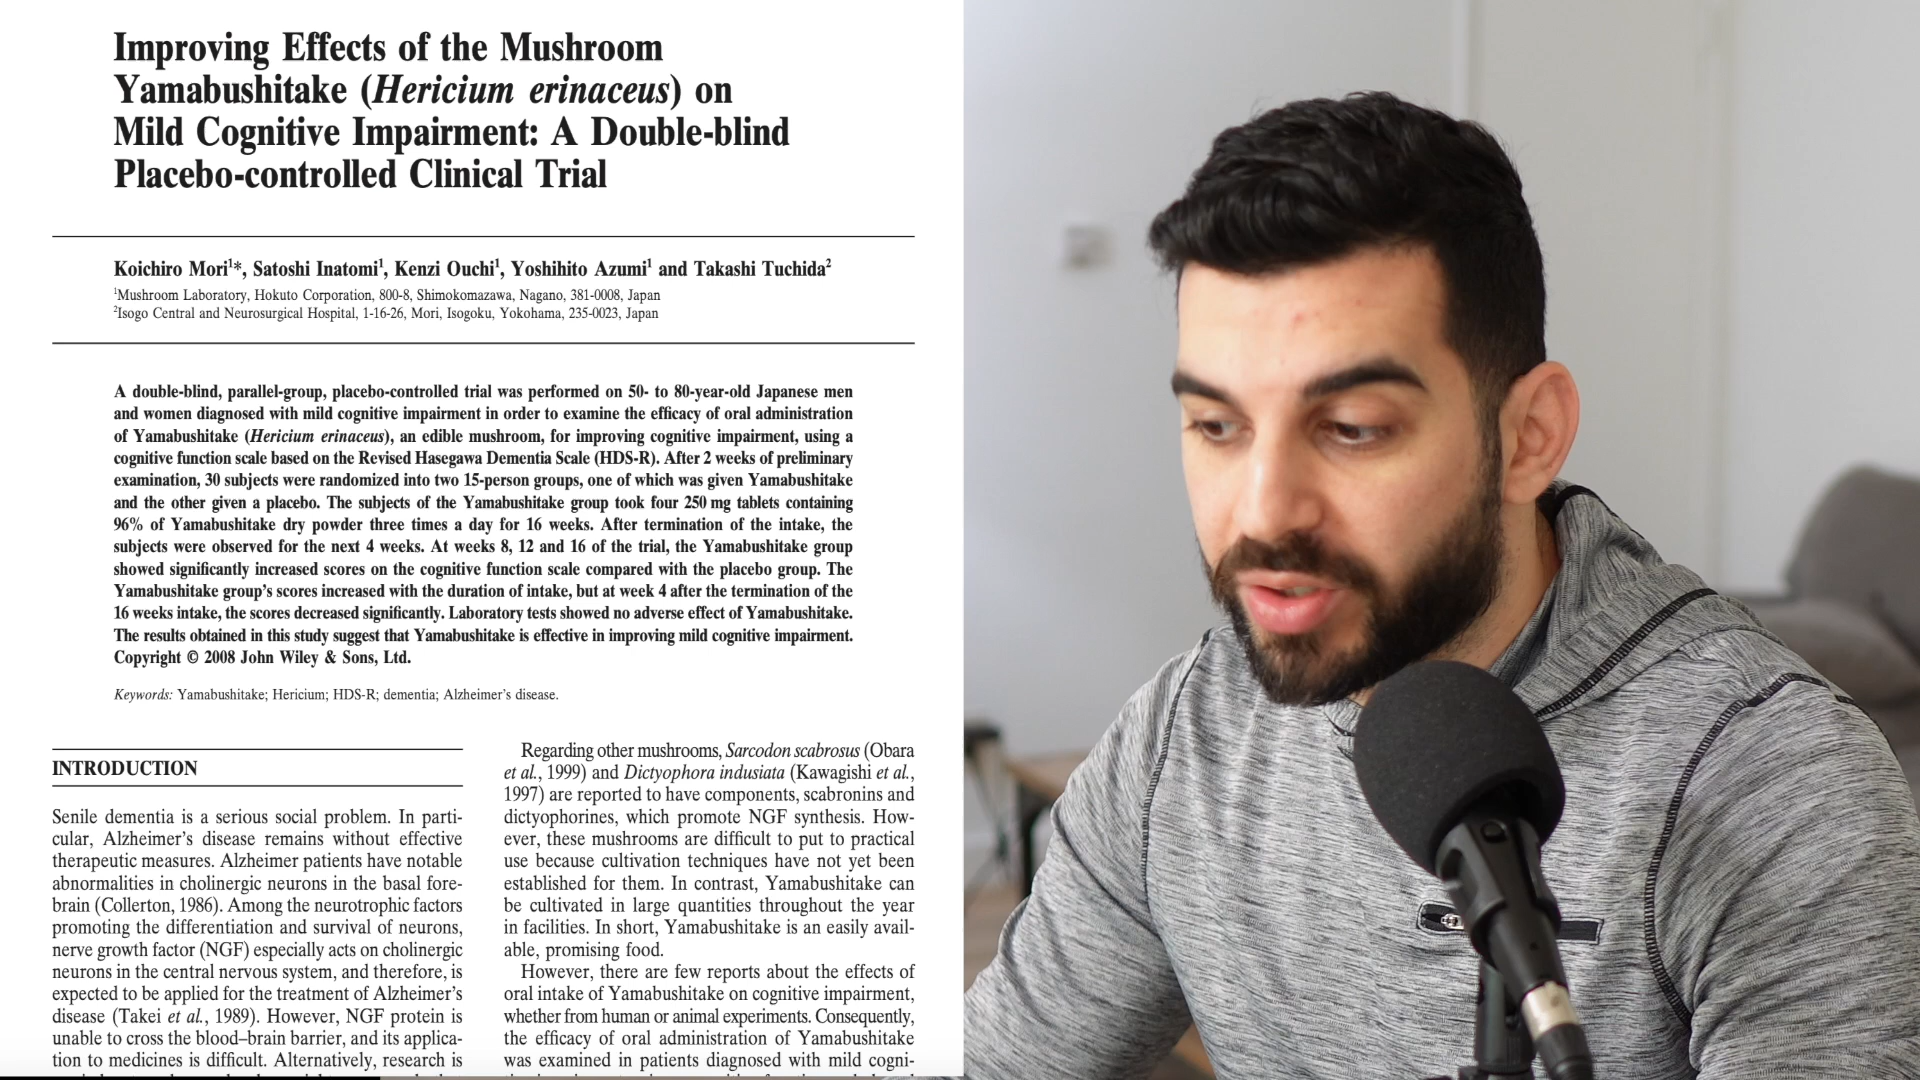 Improving Effects of the Mushroom
Yamabushitake (Hericium erinaceus) on
Mild Cognitive Impairment: A Double-blind
Placebo-controlled Clinical Trial
Koichiro Mori1*, Satoshi Inatomi1, Kenzi Ouchi1, Yoshihito Azumi1 and Takashi Tuchida2
1Mushroom Laboratory, Hokuto Corporation, 800-8, Shimokomazawa, Nagano, 381-0008, Japan
2Isogo Central and Neurosurgical Hospital, 1-16-26, Mori, Isogoku, Yokohama, 235-0023, Japan
A double-blind, parallel-group, placebo-controlled trial was performed on 50- to 80-year-old Japanese men
and women diagnosed with mild cognitive impairment in order to examine the efficacy of oral administration
of Yamabushitake (Hericium erinaceus), an edible mushroom, for improving cognitive impairment, using a
cognitive function scale based on the Revised Hasegawa Dementia Scale (HDS-R). After 2 weeks of preliminary
examination, 30 subjects were randomized into two 15-person groups, one of which was given Yamabushitake
and the other given a placebo. The subjects of the Yamabushitake group took four 250 mg tablets containing
96% of Yamabushitake dry powder three times a day for 16 weeks. After termination of the intake, the
subjects were observed for the next 4 weeks. At weeks 8, 12 and 16 of the trial, the Yamabushitake group
showed significantly increased scores on the cognitive function scale compared with the placebo group. The
Yamabushitake group's scores increased with the duration of intake, but at week 4 after the termination of the
16 weeks intake, the scores decreased significantly. Laboratory tests showed no adverse effect of Yamabushitake.
The results obtained in this study suggest that Yamabushitake is effective in improving mild cognitive impairment.
Copyright © 2008 John Wiley & Sons, Ltd.
Keywords: Yamabushitake; Hericium; HDS-R; dementia; Alzheimer's disease.
INTRODUCTION
Senile dementia is a serious social problem. In parti-
cular, Alzheimer's disease remains without effective
therapeutic measures. Alzheimer patients have notable
abnormalities in cholinergic neurons in the basal fore-
brain (Collerton, 1986). Among the neurotrophic factors
promoting the differentiation and survival of neurons,
nerve growth factor (NGF) especially acts on cholinergic
neurons in the central nervous system, and therefore, is
expected to be applied for the treatment of Alzheimer's
disease (Takei et al., 1989). However, NGF protein is
unable to cross the blood–brain barrier, and its applica-
tion to medicines is difficult. Alternatively, research is
Regarding other mushrooms, Sarcodon scabrosus (Obara
et al., 1999) and Dictyophora indusiata (Kawagishi et al.,
1997) are reported to have components, scabronins and
dictyophorines, which promote NGF synthesis. How-
ever, these mushrooms are difficult to put to practical
use because cultivation techniques have not yet been
established for them. In contrast, Yamabushitake can
be cultivated in large quantities throughout the year
in facilities. In short, Yamabushitake is an easily avail-
able, promising food.
However, there are few reports about the effects of
oral intake of Yamabushitake on cognitive impairment,
whether from human or animal experiments. Consequently,
the efficacy of oral administration of Yamabushitake
was examined in patients diagnosed with mild cogni-